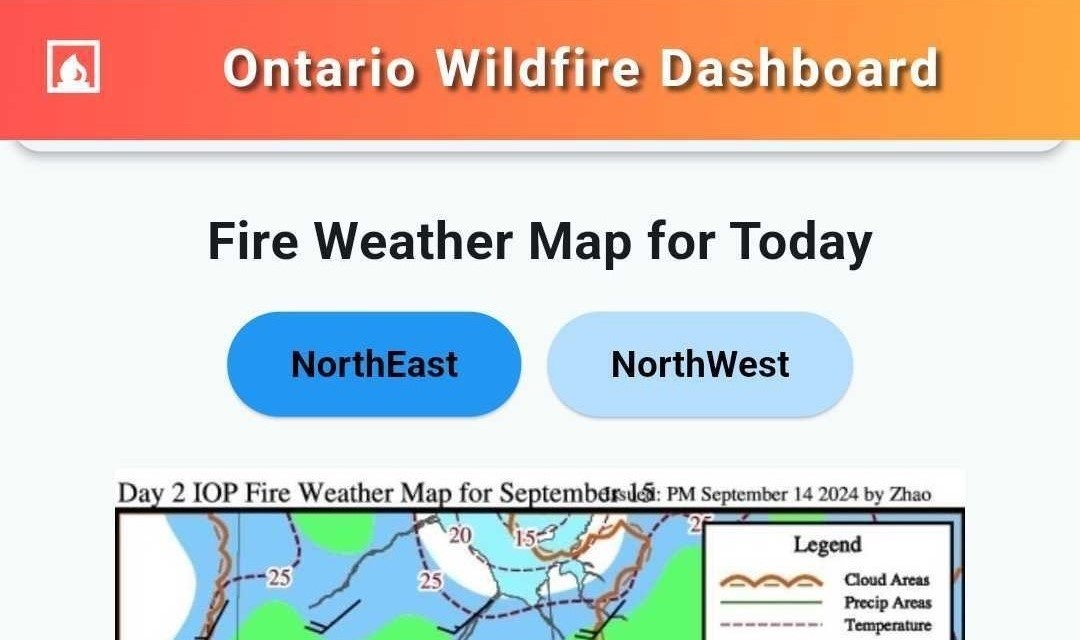 Ontario Wildfire Dashboard
Fire Weather Map for Today
NorthEast NorthWest
Day 2 IOP Fire Weather Map for September 15 Issued: PM September 14 2024 by Zhao
20 15 25
25 25
Legend
Cloud Areas
Precip Areas
Temperature